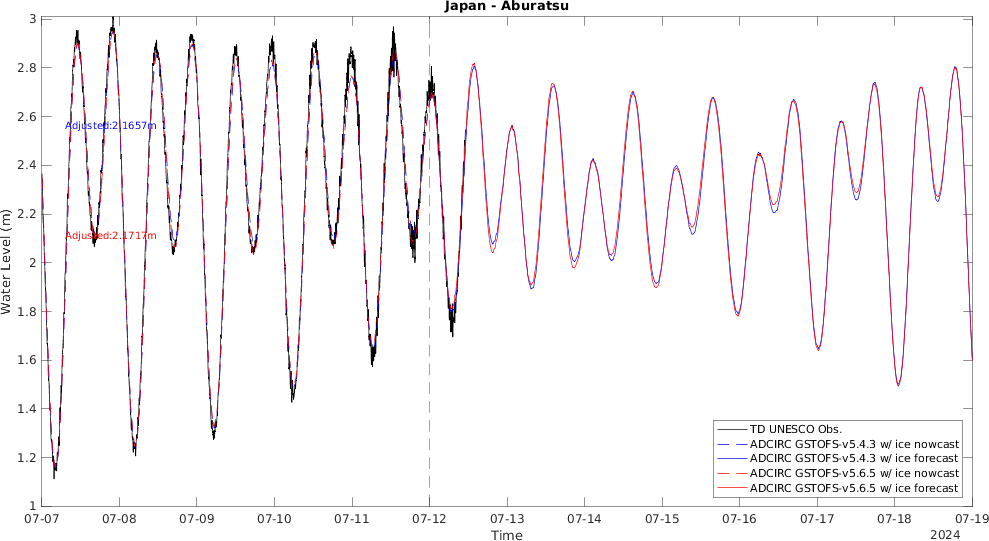 Japan - Aburatsu
Water Level (m)
3
2.8
2.6
2.4
2.2
2
1.8
1.6
1.4
1.2
1
Adjusted:2.1657m
Adjusted:2.1717m
TD UNESCO Obs.
ADCIRC GSTOFS-v5.4.3 w/ ice nowcast
ADCIRC GSTOFS-v5.4.3 w/ ice forecast
ADCIRC GSTOFS-v5.6.5 w/ ice nowcast
ADCIRC GSTOFS-v5.6.5 w/ ice forecast
07-07 07-08 07-09 07-10 07-11 07-12 07-13 07-14 07-15 07-16 07-17 07-18 07-19
Time
2024